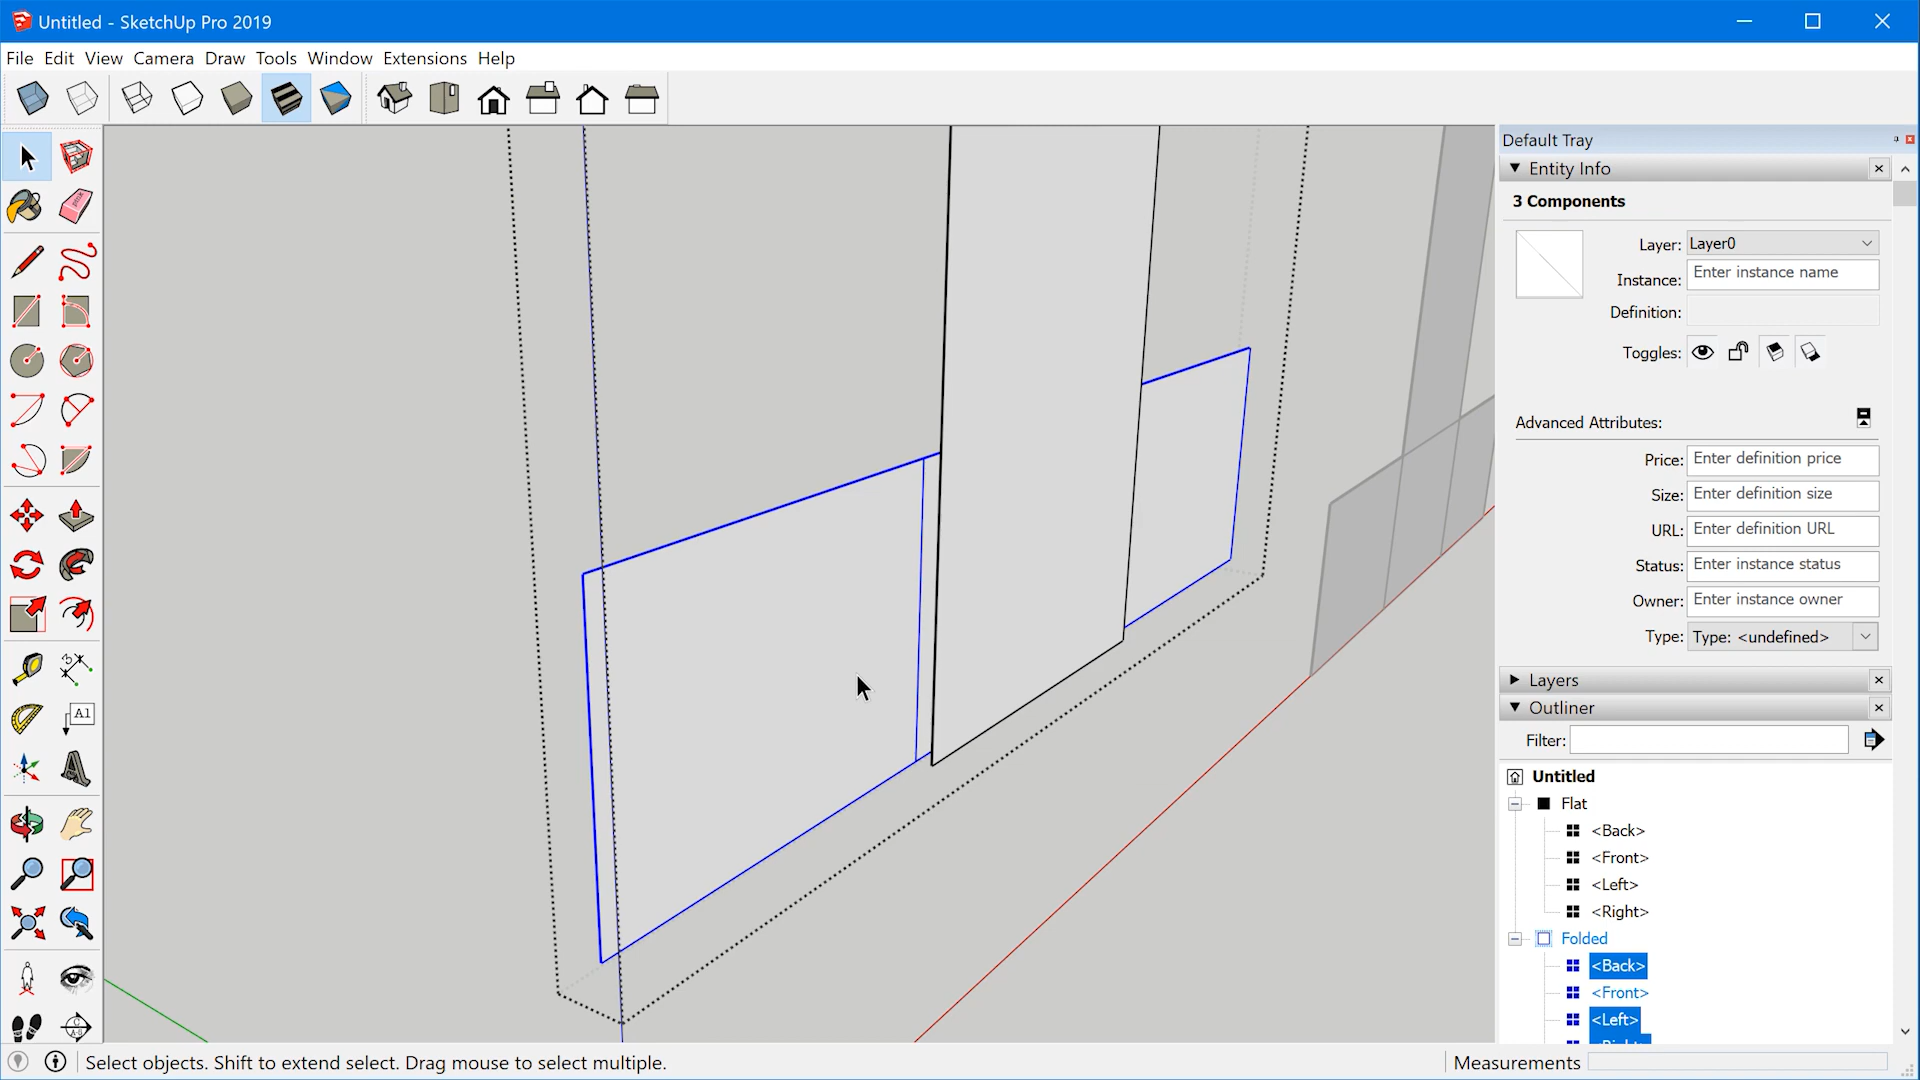 Untitled - SketchUp Pro 2019
File Edit View Camera Draw Tools Window Extensions Help
Default Tray
Entity Info
3 Components
Layer: Layer0
Instance: Enter instance name
Definition:
Toggles:
Advanced Attributes:
Price: Enter definition price
Size: Enter definition size
URL: Enter definition URL
Status: Enter instance status
Owner: Enter instance owner
Type: Type: <undefined>
Layers
Outliner
Filter:
Untitled
Flat
<Back>
<Front>
<Left>
<Right>
Folded
<Back>
<Front>
<Left>
A1
Select objects. Shift to extend select. Drag mouse to select multiple.
Measurements